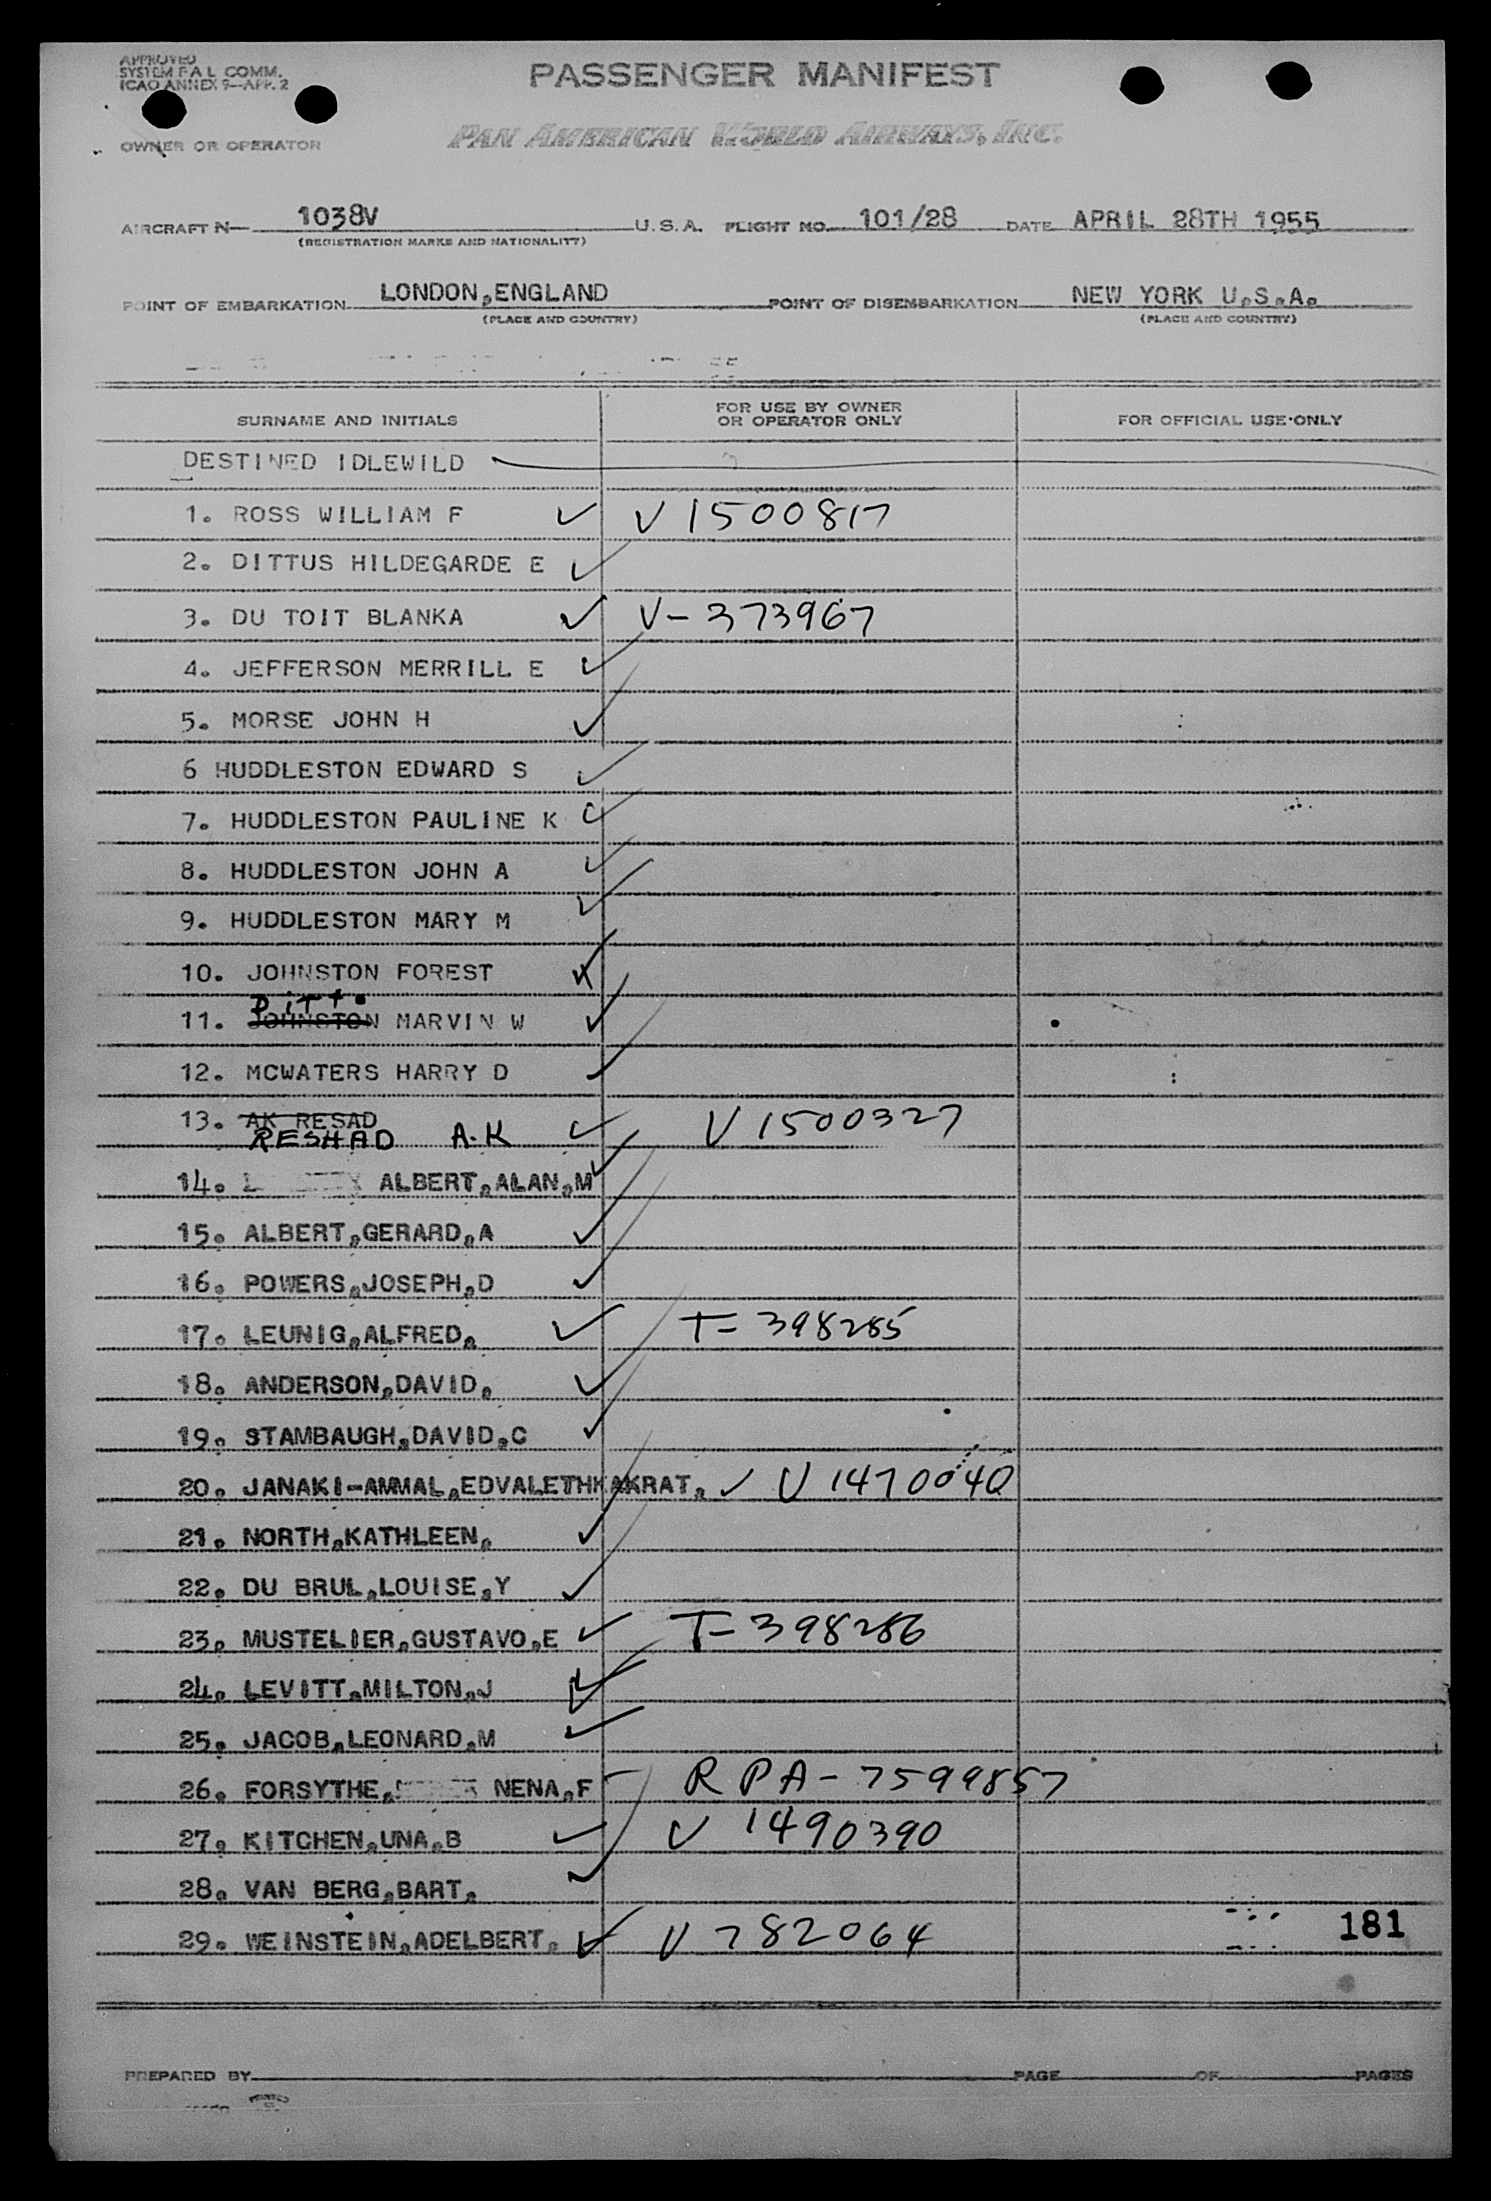 APPROVED
SYSTEM F A L COMM.
ICAO ANNEX 9—APP. 2
PASSENGER MANIFEST
OWNER OR OPERATOR PAN AMERICAN WORLD AIRWAYS, INC.
AIRCRAFT N— 1038V U. S. A. FLIGHT NO. 101/28 DATE APRIL 28TH 1955
(REGISTRATION MARKS AND NATIONALITY)
POINT OF EMBARKATION LONDON,ENGLAND POINT OF DISEMBARKATION NEW YORK U.S.A.
(PLACE AND COUNTRY) (PLACE AND COUNTRY)
SURNAME AND INITIALS FOR USE BY OWNER OR OPERATOR ONLY FOR OFFICIAL USE ONLY
DESTINED IDLEWILD
1. ROSS WILLIAM F ✓ V 1500817
2. DITTUS HILDEGARDE E ✓
3. DU TOIT BLANKA ✓ V-373967
4. JEFFERSON MERRILL E ✓
5. MORSE JOHN H ✓
6 HUDDLESTON EDWARD S ✓
7. HUDDLESTON PAULINE K ✓
8. HUDDLESTON JOHN A ✓
9. HUDDLESTON MARY M ✓
10. JOHNSTON FOREST ✓
Ditto
11. JOHNSTON MARVIN W ✓
12. MCWATERS HARRY D ✓
13. AK RESAD ✓ V 1500327
RESHAD A.K
14. ALBERT,ALAN,M ✓
15. ALBERT,GERARD,A ✓
16. POWERS,JOSEPH,D ✓
17. LEUNIG,ALFRED, ✓ T-398285
18. ANDERSON,DAVID, ✓
19. STAMBAUGH,DAVID,C ✓
20. JANAKI-AMMAL,EDVALETHKAKRAT, ✓ V 1470040
21. NORTH,KATHLEEN, ✓
22. DU BRUL,LOUISE,Y ✓
23. MUSTELIER,GUSTAVO,E ✓ T-398286
24. LEVITT,MILTON,J ✓
25. JACOB,LEONARD,M ✓
26. FORSYTHE, NENA,F RPA-7599857
27. KITCHEN,UNA,B ✓ V 1490390
28. VAN BERG,BART, ✓
29. WEINSTEIN,ADELBERT, ✓ V 782064
181
PREPARED BY PAGE OF PAGES